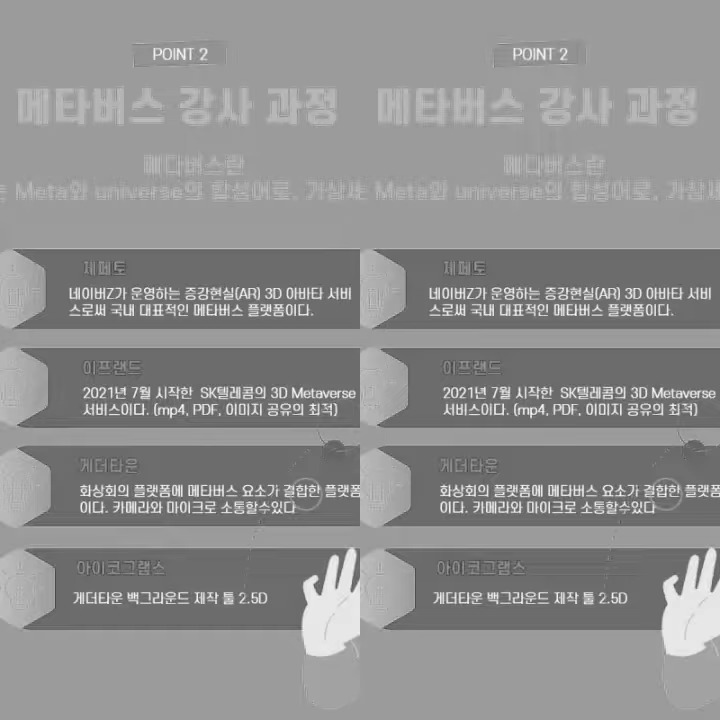 POINT 2
POINT 2
메타버스 강사 과정
메타버스 강사 과정
메타버스란
메타버스란
는 Meta와 universe의 합성어로, 가상세
Meta와 universe의 합성어로, 가상세
제페토
네이버Z가 운영하는 증강현실(AR) 3D 아바타 서비
스로써 국내 대표적인 메타버스 플랫폼이다.
제페토
네이버Z가 운영하는 증강현실(AR) 3D 아바타 서비
스로써 국내 대표적인 메타버스 플랫폼이다.
이프랜드
2021년 7월 시작한 SK텔레콤의 3D Metaverse
서비스이다. (mp4, PDF, 이미지 공유의 최적)
이프랜드
2021년 7월 시작한 SK텔레콤의 3D Metaverse
서비스이다. (mp4, PDF, 이미지 공유의 최적)
게더타운
화상회의 플랫폼에 메타버스 요소가 결합한 플랫폼
이다. 카메라와 마이크로 소통할수있다
게더타운
화상회의 플랫폼에 메타버스 요소가 결합한 플랫폼
이다. 카메라와 마이크로 소통할수있다
아이코그램스
게더타운 백그라운드 제작 툴 2.5D
아이코그램스
게더타운 백그라운드 제작 툴 2.5D